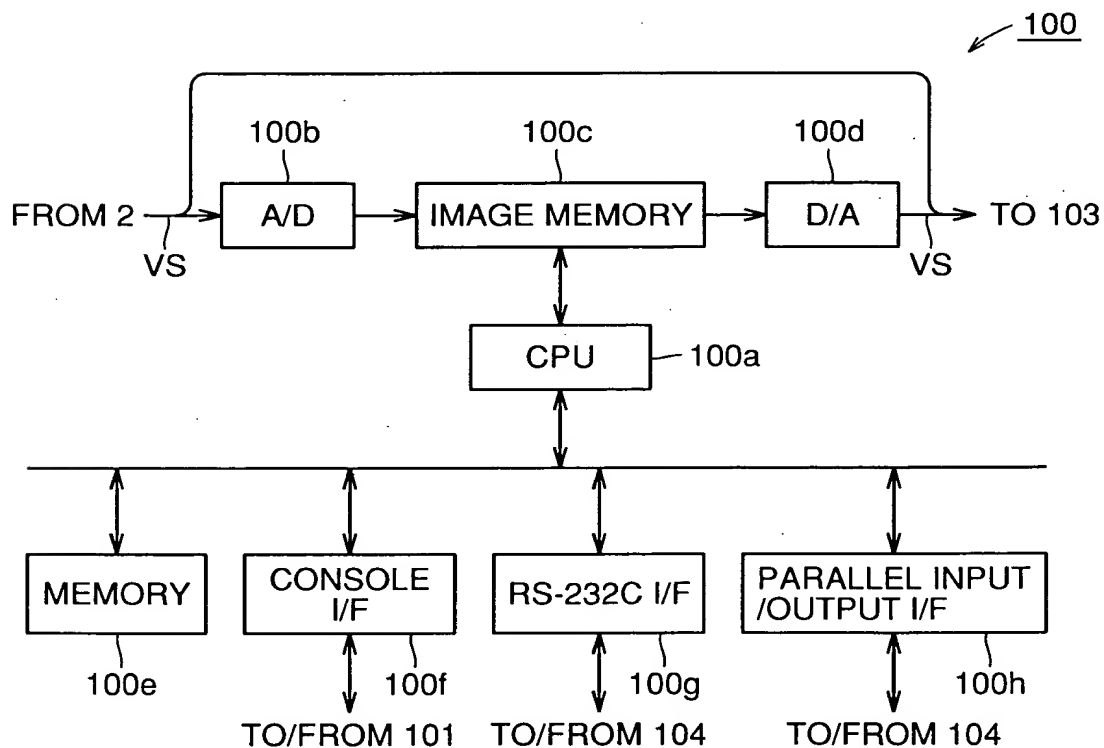 100
100b
100c
100d
FROM 2
A/D
IMAGE MEMORY
D/A
TO 103
VS
VS
CPU
100a
MEMORY
CONSOLE
I/F
RS-232C I/F
PARALLEL INPUT
/OUTPUT I/F
100e
100f
100g
100h
TO/FROM 101
TO/FROM 104
TO/FROM 104